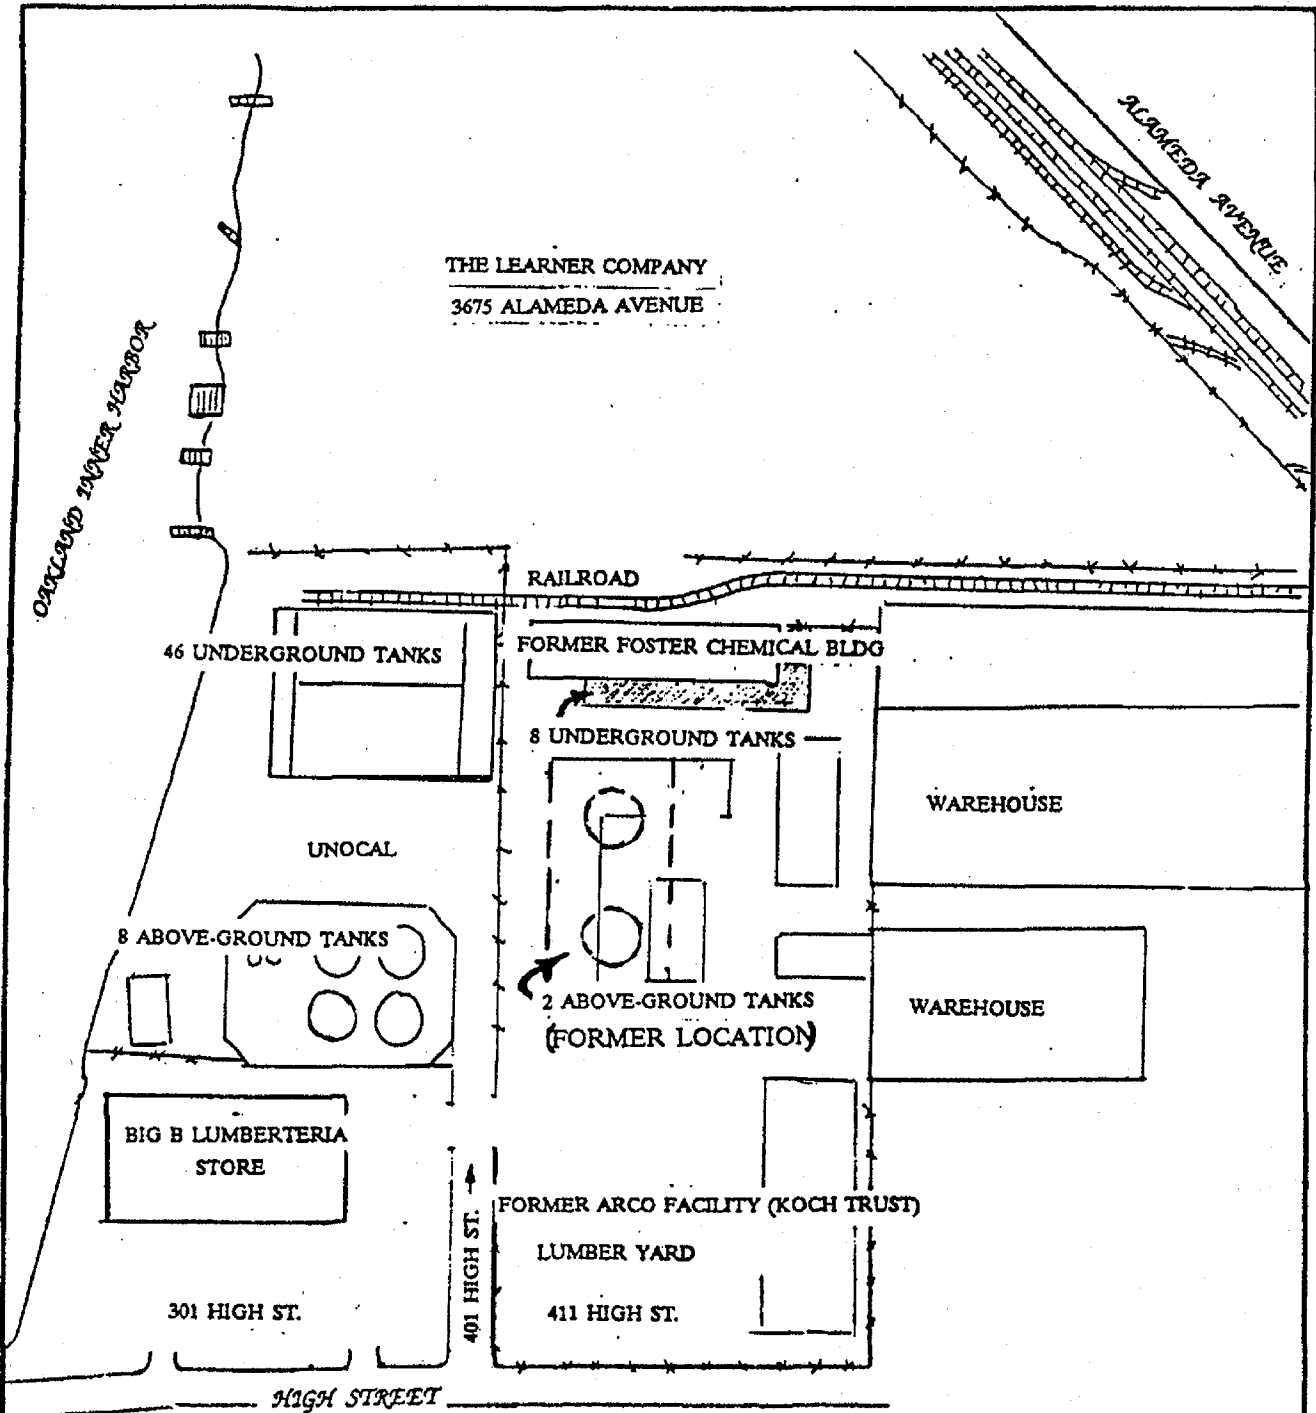 ALAMEDA AVENUE
THE LEARNER COMPANY
3675 ALAMEDA AVENUE
OAKLAND INNER HARBOR
RAILROAD
46 UNDERGROUND TANKS
FORMER FOSTER CHEMICAL BLDG
8 UNDERGROUND TANKS
WAREHOUSE
UNOCAL
8 ABOVE-GROUND TANKS
2 ABOVE-GROUND TANKS
(FORMER LOCATION)
WAREHOUSE
BIG B LUMBERTERIA
STORE
401 HIGH ST.
FORMER ARCO FACILITY (KOCH TRUST)
LUMBER YARD
301 HIGH ST.
411 HIGH ST.
HIGH STREET